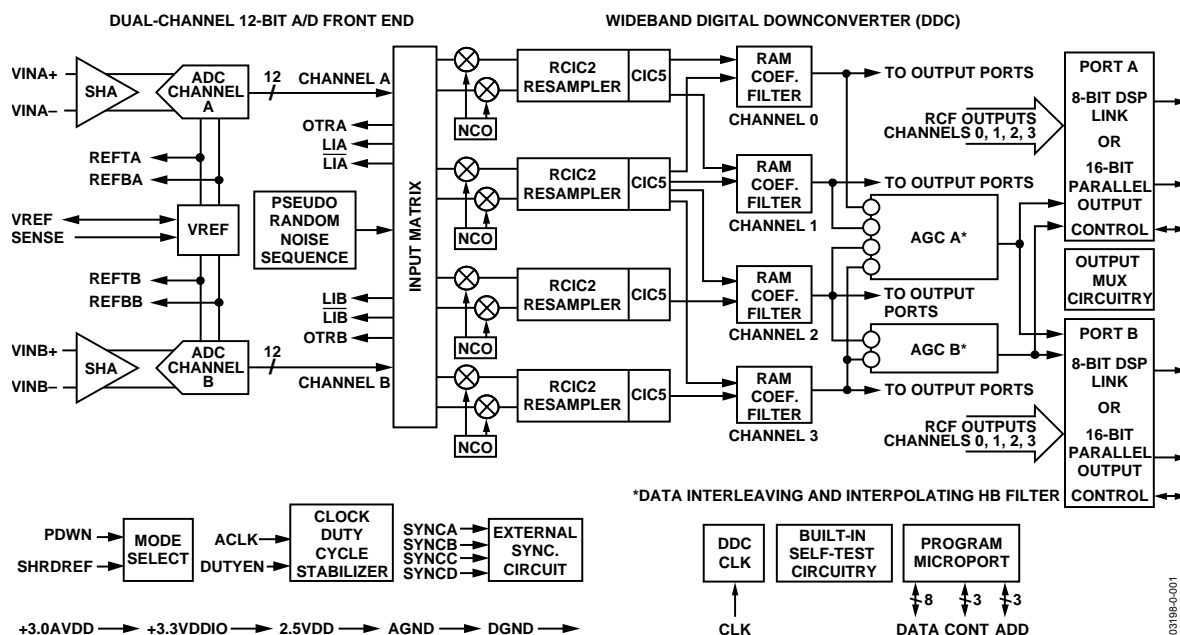 DUAL-CHANNEL 12-BIT A/D FRONT END
WIDEBAND DIGITAL DOWNCONVERTER (DDC)
VINA+
VINA–
SHA
ADC
CHANNEL
A
12
CHANNEL A
OTRA
LIA
LIA
REFTA
REFBA
VREF
SENSE
VREF
PSEUDO
RANDOM
NOISE
SEQUENCE
REFTB
REFBB
LIB
LIB
OTRB
VINB+
VINB–
SHA
ADC
CHANNEL
B
12
CHANNEL B
INPUT MATRIX
NCO
RCIC2
RESAMPLER
CIC5
RAM
COEF.
FILTER
CHANNEL 0
TO OUTPUT PORTS
NCO
RCIC2
RESAMPLER
CIC5
RAM
COEF.
FILTER
CHANNEL 1
TO OUTPUT PORTS
NCO
RCIC2
RESAMPLER
CIC5
RAM
COEF.
FILTER
CHANNEL 2
TO OUTPUT
PORTS
NCO
RCIC2
RESAMPLER
CIC5
RAM
COEF.
FILTER
CHANNEL 3
TO OUTPUT PORTS
RCF OUTPUTS
CHANNELS 0, 1, 2, 3
AGC A*
AGC B*
RCF OUTPUTS
CHANNELS 0, 1, 2, 3
PORT A
8-BIT DSP
LINK
OR
16-BIT
PARALLEL
OUTPUT
CONTROL
OUTPUT
MUX
CIRCUITRY
PORT B
8-BIT DSP
LINK
OR
16-BIT
PARALLEL
OUTPUT
CONTROL
*DATA INTERLEAVING AND INTERPOLATING HB FILTER
PDWN
SHRDREF
MODE
SELECT
ACLK
DUTYEN
CLOCK
DUTY
CYCLE
STABILIZER
SYNCA
SYNCB
SYNCC
SYNCD
EXTERNAL
SYNC.
CIRCUIT
DDC
CLK
CLK
BUILT-IN
SELF-TEST
CIRCUITRY
PROGRAM
MICROPORT
8
3
3
DATA CONT ADD
+3.0AVDD
+3.3VDDIO
2.5VDD
AGND
DGND
03198-0-001